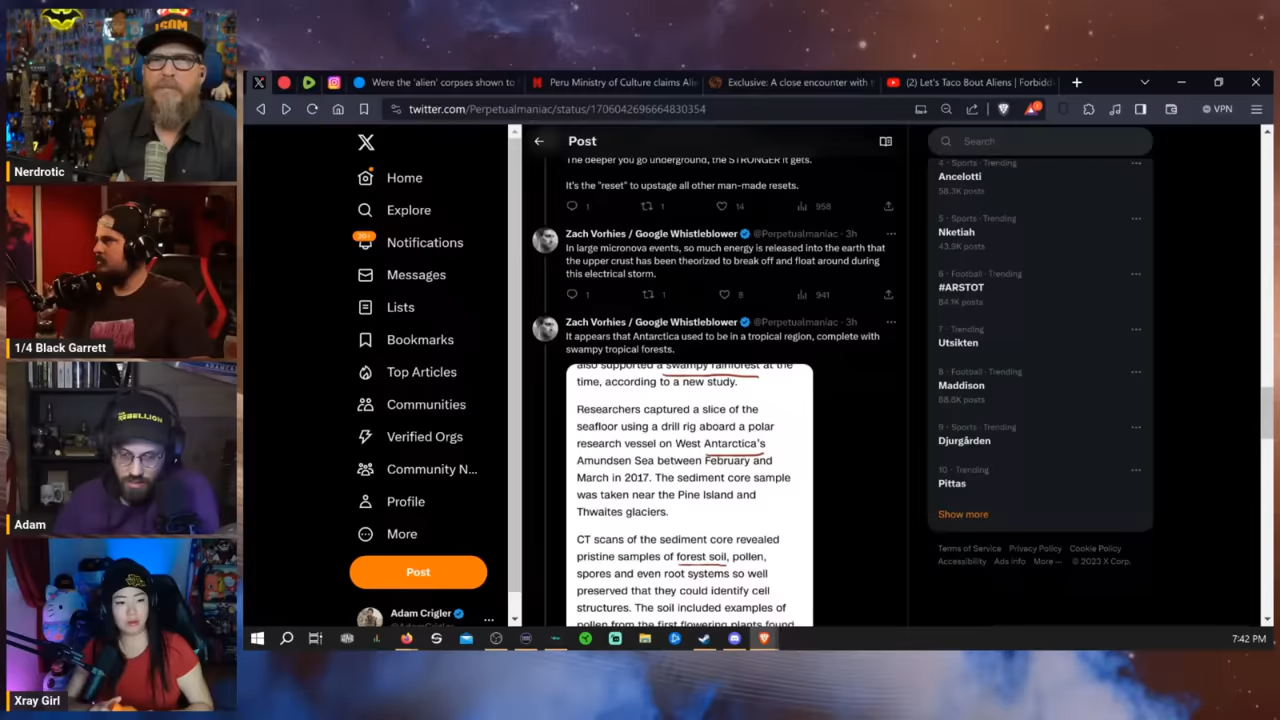 Nerdrotic
1/4 Black Garrett
REBELLION
Adam
Xray Girl
Were the 'alien' corpses shown to
Peru Ministry of Culture claims Ali
Exclusive: A close encounter with
(2) Let's Taco Bout Aliens | Forbidd
twitter.com/Perpetualmaniac/status/1706042696664830354
VPN
Home
Explore
20+
Notifications
Messages
Lists
Bookmarks
Top Articles
Communities
Verified Orgs
Community N...
Profile
More
Post
Adam Crigler
Post
The deeper you go underground, the STRONGER it gets.
It's the "reset" to upstage all other man-made resets.
1 1 14 958
Zach Vorhies / Google Whistleblower @Perpetualmaniac · 3h
In large micronova events, so much energy is released into the earth that
the upper crust has been theorized to break off and float around during
this electrical storm.
1 1 8 941
Zach Vorhies / Google Whistleblower @Perpetualmaniac · 3h
It appears that Antarctica used to be in a tropical region, complete with
swampy tropical forests.
also supported a swampy rainforest at the
time, according to a new study.
Researchers captured a slice of the
seafloor using a drill rig aboard a polar
research vessel on West Antarctica's
Amundsen Sea between February and
March in 2017. The sediment core sample
was taken near the Pine Island and
Thwaites glaciers.
CT scans of the sediment core revealed
pristine samples of forest soil, pollen,
spores and even root systems so well
preserved that they could identify cell
structures. The soil included examples of
pollen from the first flowering plants found
Search
4 · Sports · Trending
Ancelotti
58.3K posts
5 · Sports · Trending
Nketiah
43.9K posts
6 · Football · Trending
#ARSTOT
84.1K posts
7 · Trending
Utsikten
8 · Football · Trending
Maddison
68.8K posts
9 · Sports · Trending
Djurgården
10 · Trending
Pittas
Show more
Terms of Service Privacy Policy Cookie Policy
Accessibility Ads info More ··· © 2023 X Corp.
7:42 PM